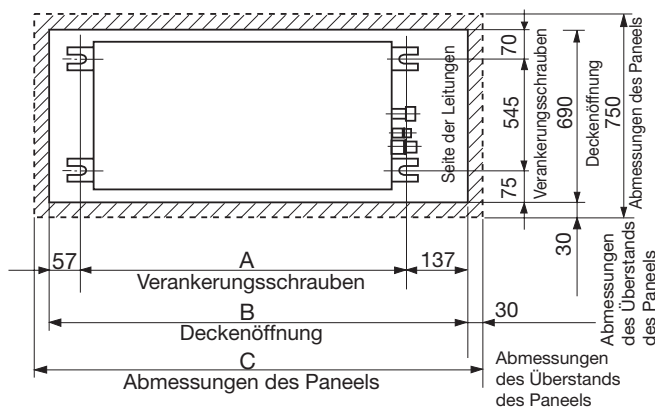 70
545
75
Seite der Leitungen
Verankerungsschrauben
690
Deckenöffnung
750
Abmessungen des Paneels
30
Abmessungen
des Überstands
des Paneels
57
A
137
Verankerungsschrauben
B
30
Deckenöffnung
C
Abmessungen des Paneels
Abmessungen
des Überstands
des Paneels